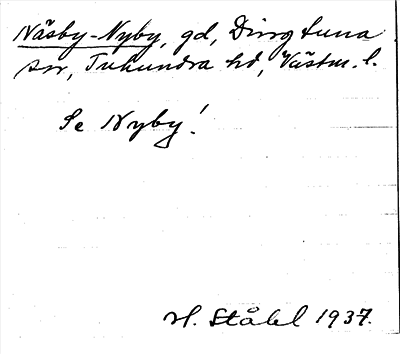 Näsby-Nyby, gd, Dingtuna
sn, Tuhundra hd, Västm. l.
Se Nyby!
H. Ståhl 1937.